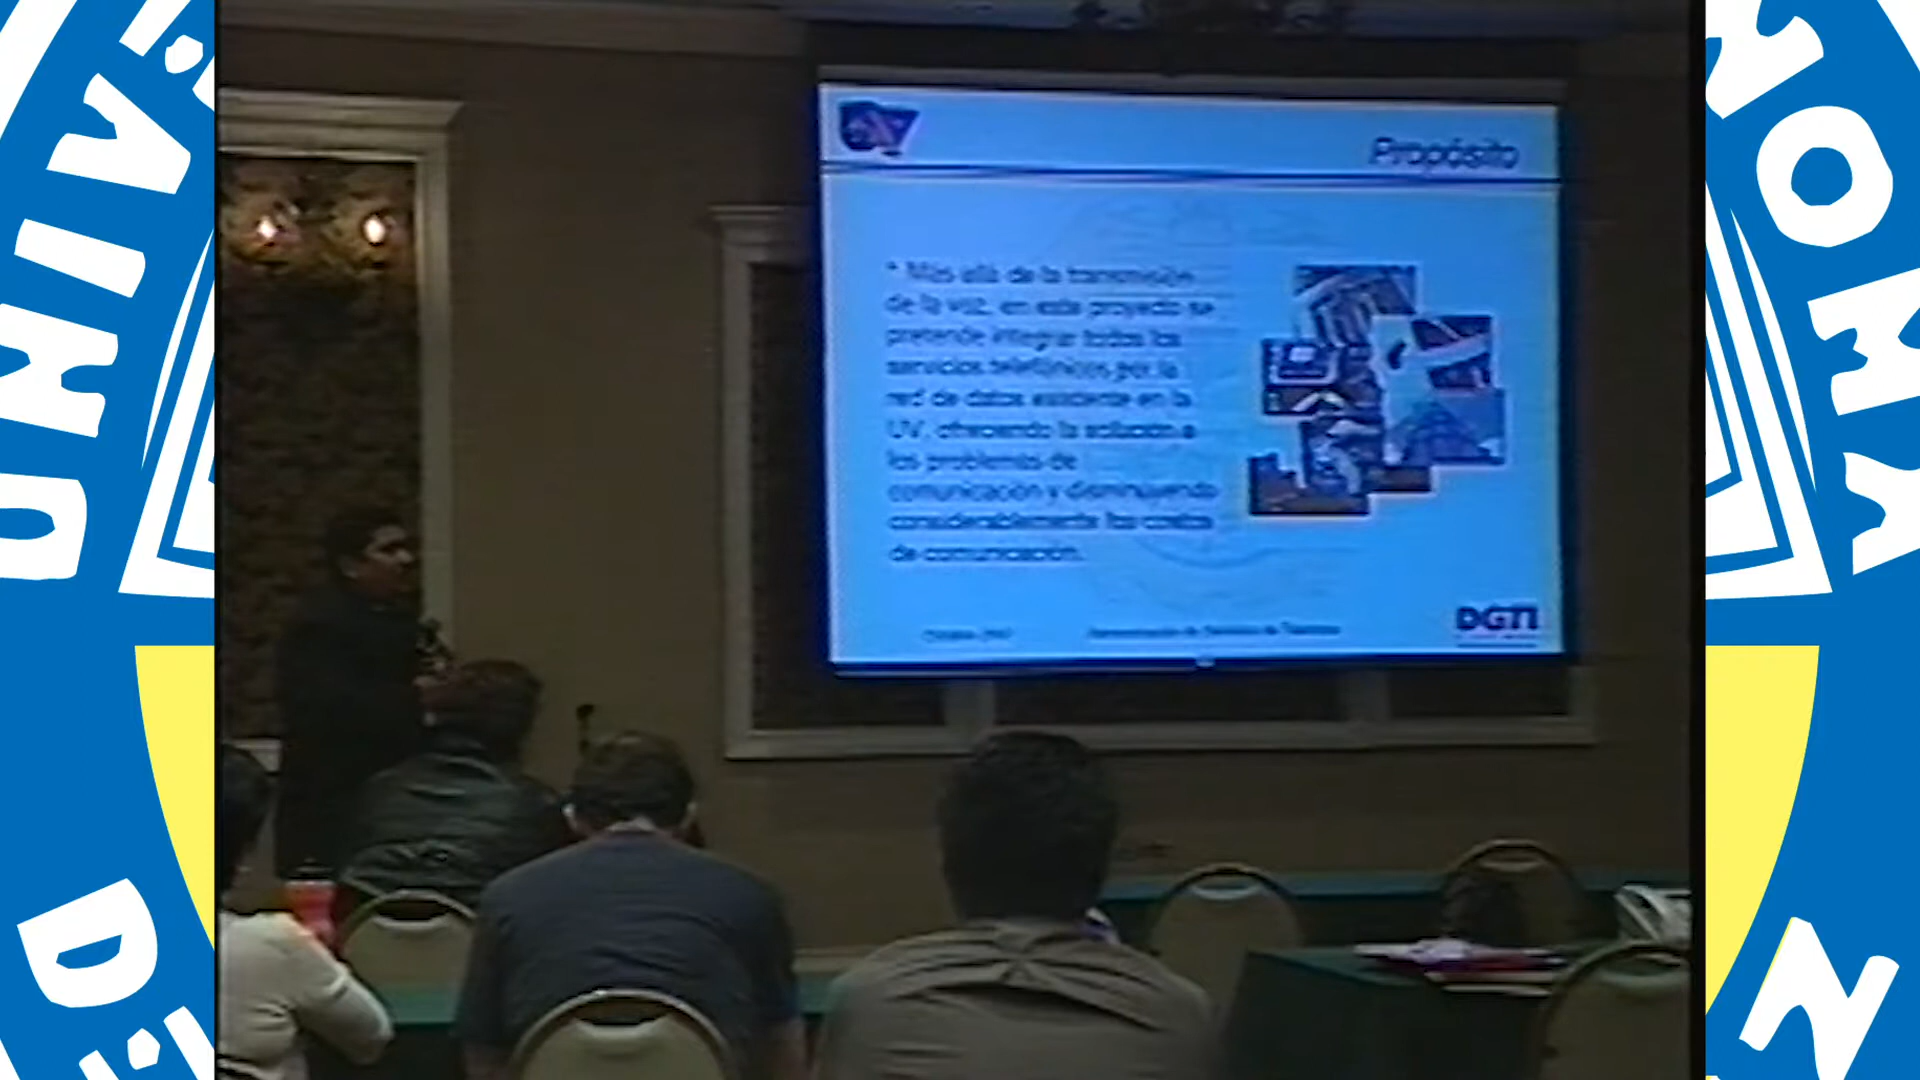 UNIV
Propósito
* Más allá de la transmisión
de la voz, en este proyecto se
pretende integrar todos los
servicios telefónicos por la
red de datos existente en la
UV, ofreciendo la solución a
los problemas de
comunicación y disminuyendo
considerablemente los costos
de comunicación.
DGTI